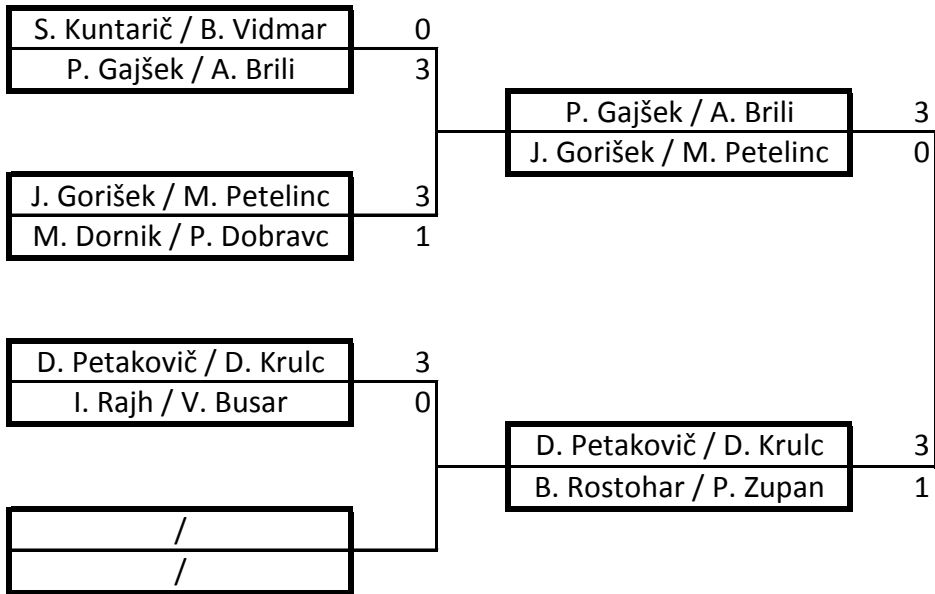 S. Kuntarič / B. Vidmar 0
P. Gajšek / A. Brili 3
J. Gorišek / M. Petelinc 3
M. Dornik / P. Dobravc 1
D. Petakovič / D. Krulc 3
I. Rajh / V. Busar 0
/
/
P. Gajšek / A. Brili 3
J. Gorišek / M. Petelinc 0
D. Petakovič / D. Krulc 3
B. Rostohar / P. Zupan 1